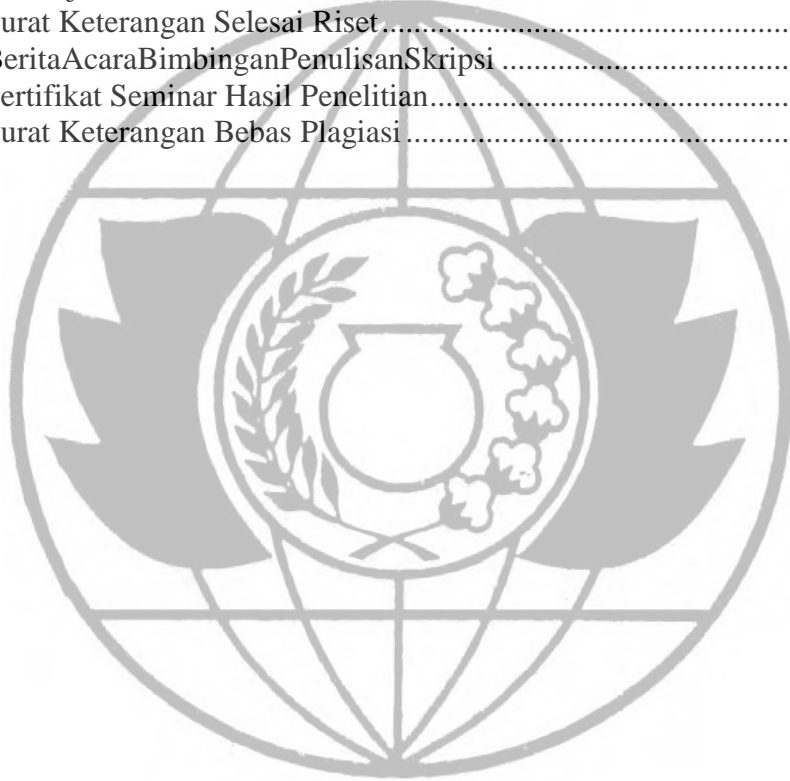 urat Keterangan Selesai Riset................................................
BeritaAcaraBimbinganPenulisanSkripsi ..................................
ertifikat Seminar Hasil Penelitian..........................................
urat Keterangan Bebas Plagiasi .............................................